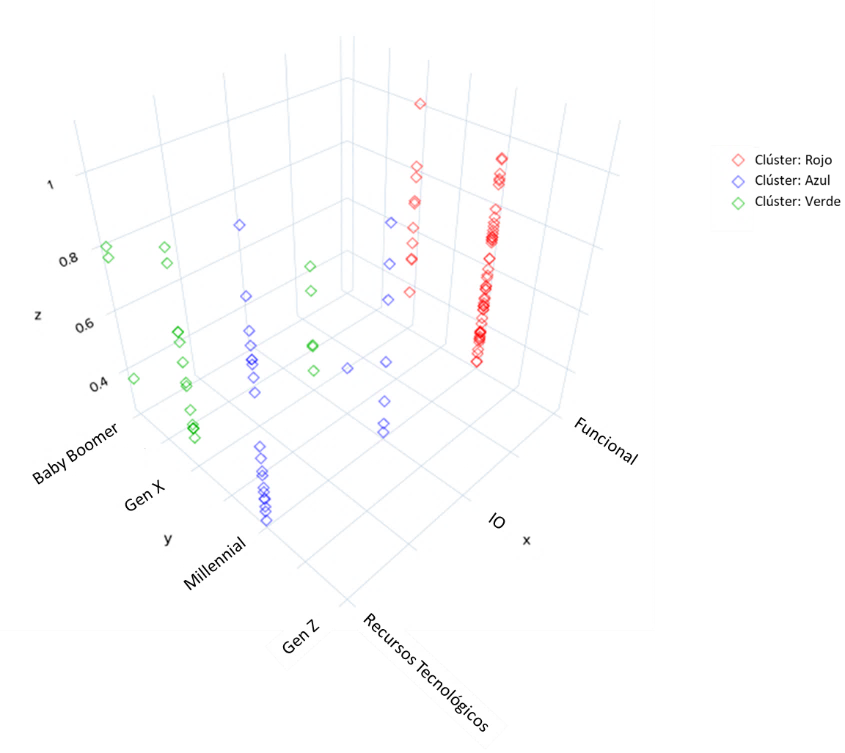 Clúster: Rojo
Clúster: Azul
Clúster: Verde
1
0.8
z
0.6
0.4
Baby Boomer
Gen X
y
Millennial
Gen Z
Funcional
IO
x
Recursos Tecnológicos